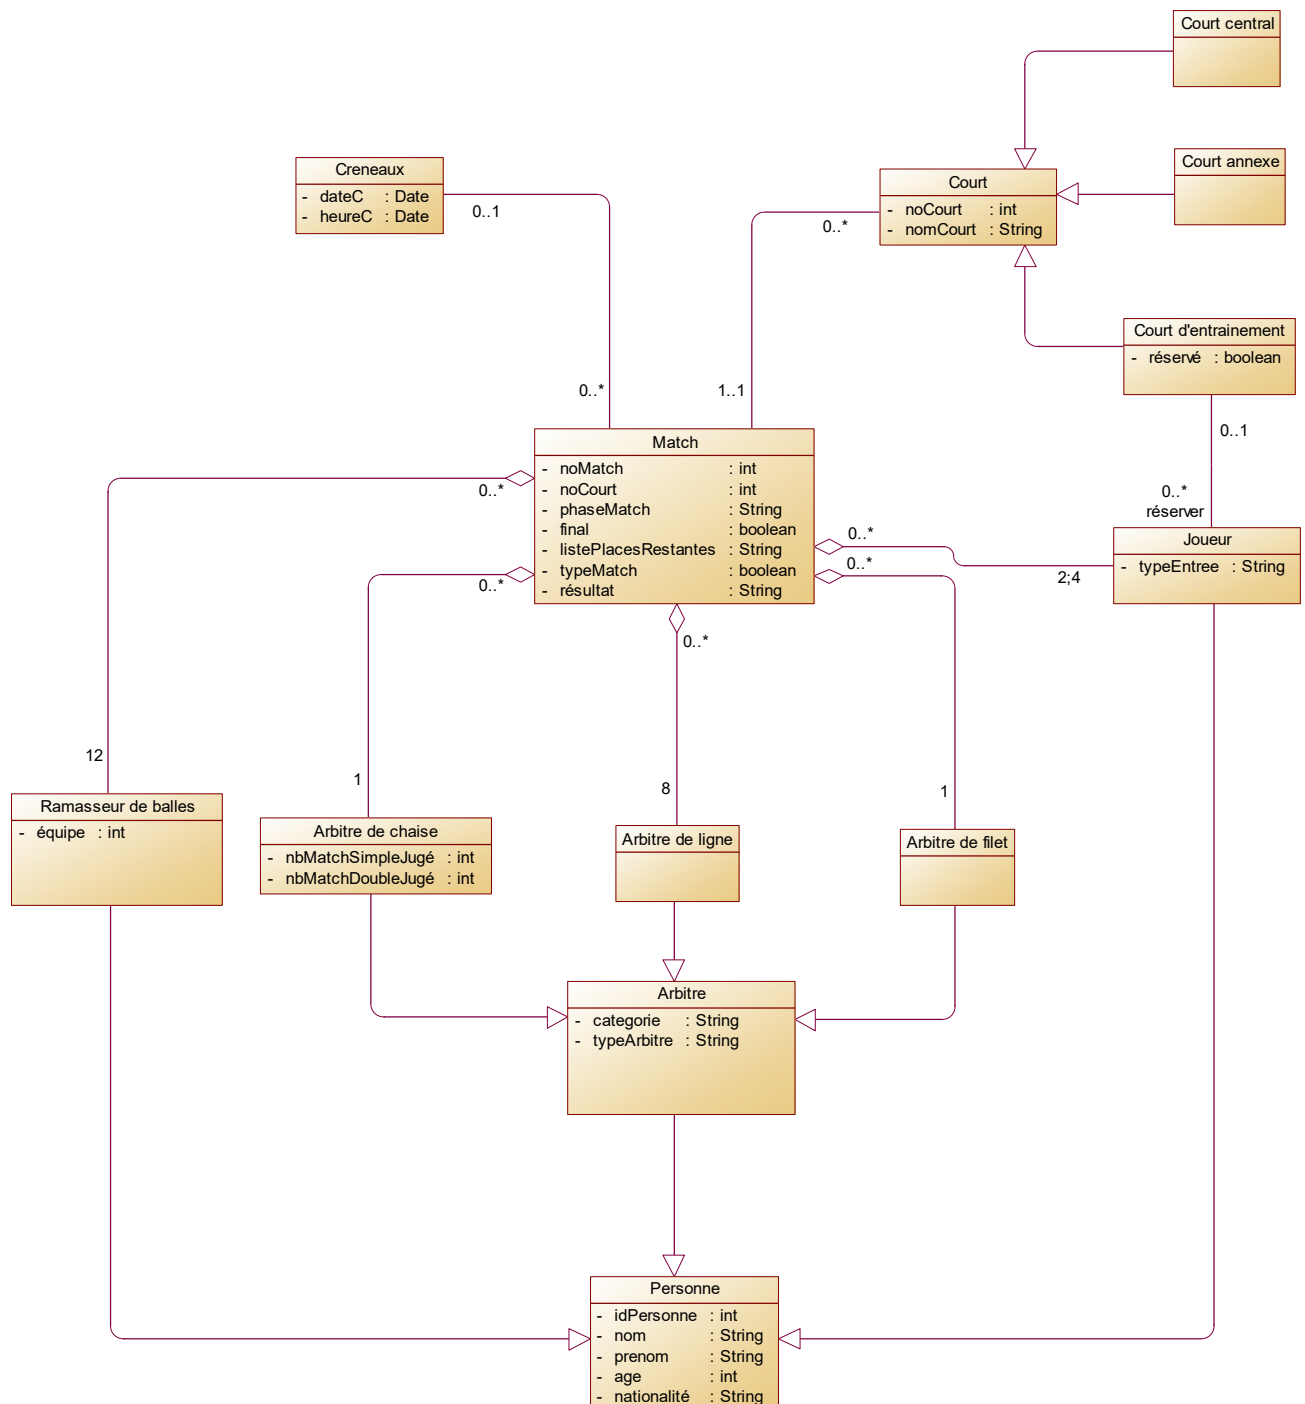 Court central
Creneaux
- dateC : Date
- heureC : Date
0..1
Court annexe
Court
- noCourt : int
- nomCourt : String
0..*
Court d'entrainement
- réservé : boolean
0..*
1..1
0..1
0..*
réserver
Match
- noMatch : int
- noCourt : int
- phaseMatch : String
- final : boolean
- listePlacesRestantes : String
- typeMatch : boolean
- résultat : String
0..*
0..*
0..*
0..*
0..*
2;4
Joueur
- typeEntree : String
12
1
8
1
Ramasseur de balles
- équipe : int
Arbitre de chaise
- nbMatchSimpleJugé : int
- nbMatchDoubleJugé : int
Arbitre de ligne
Arbitre de filet
Arbitre
- categorie : String
- typeArbitre : String
Personne
- idPersonne : int
- nom : String
- prenom : String
- age : int
- nationalité : String